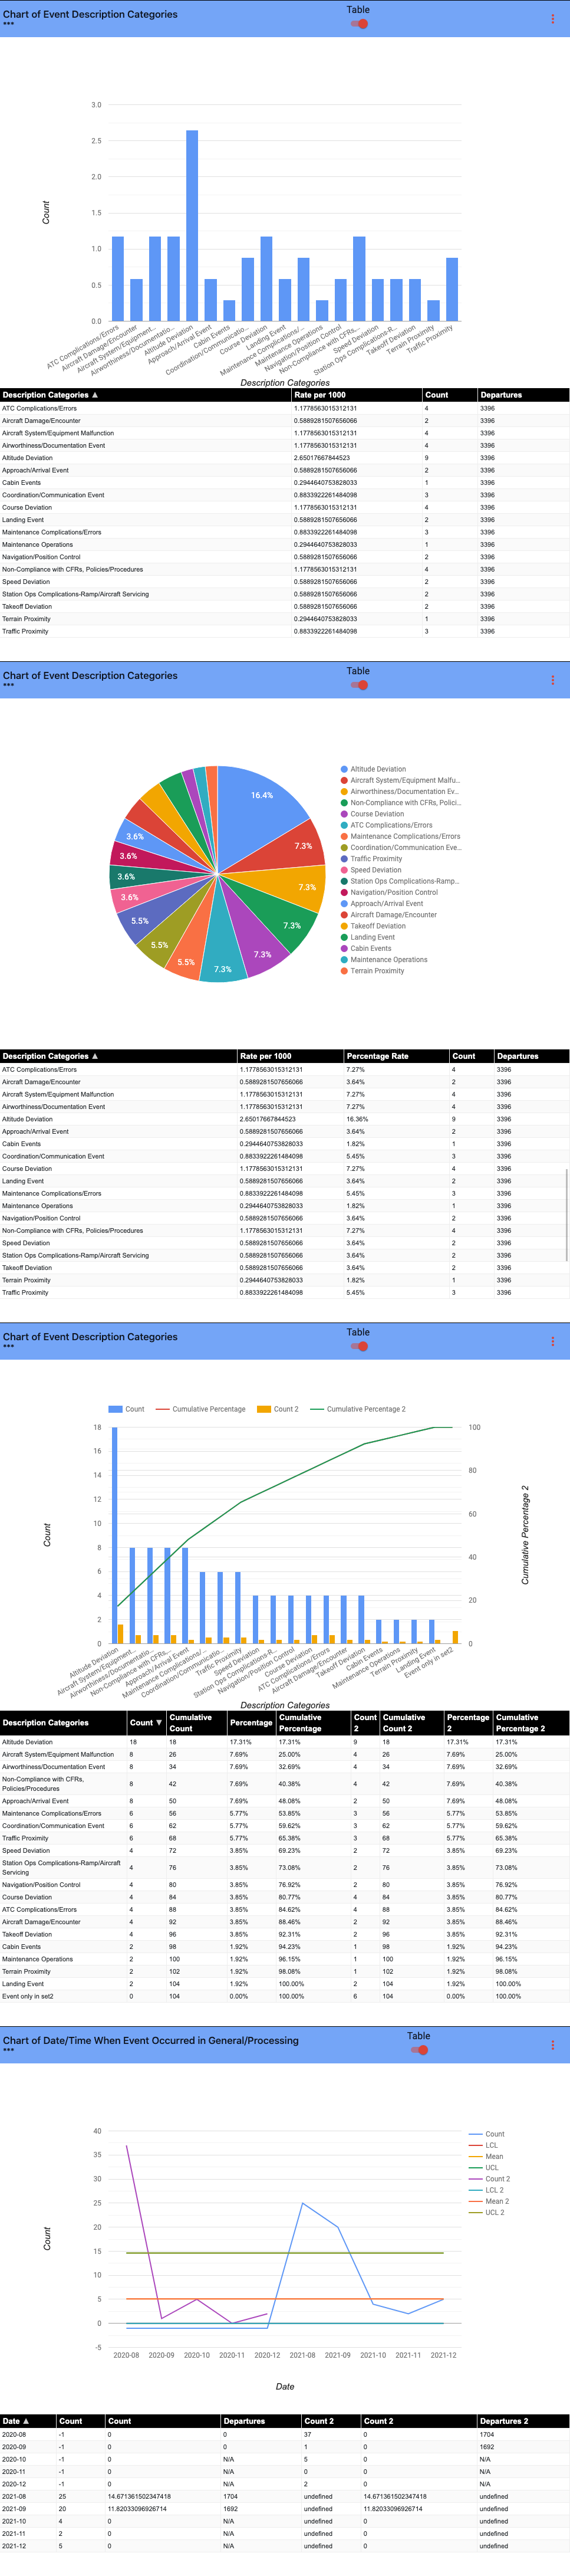 Chart of Event Description Categories
***
Table
3.0
2.5
2.0
1.5
1.0
0.5
0.0
Count
ATC Complications/Errors
Aircraft Damage/Encounter
Aircraft System/Equipment...
Airworthiness/Documentatio...
Altitude Deviation
Approach/Arrival Event
Cabin Events
Coordination/Communicatio...
Course Deviation
Landing Event
Maintenance Complications/...
Maintenance Operations
Navigation/Position Control
Non-Compliance with CFRs,...
Speed Deviation
Station Ops Complications-R...
Takeoff Deviation
Terrain Proximity
Traffic Proximity
Description Categories
Description Categories ▲ Rate per 1000 Count Departures
ATC Complications/Errors 1.1778563015312131 4 3396
Aircraft Damage/Encounter 0.5889281507656066 2 3396
Aircraft System/Equipment Malfunction 1.1778563015312131 4 3396
Airworthiness/Documentation Event 1.1778563015312131 4 3396
Altitude Deviation 2.65017667844523 9 3396
Approach/Arrival Event 0.5889281507656066 2 3396
Cabin Events 0.2944640753828033 1 3396
Coordination/Communication Event 0.8833922261484098 3 3396
Course Deviation 1.1778563015312131 4 3396
Landing Event 0.5889281507656066 2 3396
Maintenance Complications/Errors 0.8833922261484098 3 3396
Maintenance Operations 0.2944640753828033 1 3396
Navigation/Position Control 0.5889281507656066 2 3396
Non-Compliance with CFRs, Policies/Procedures 1.1778563015312131 4 3396
Speed Deviation 0.5889281507656066 2 3396
Station Ops Complications-Ramp/Aircraft Servicing 0.5889281507656066 2 3396
Takeoff Deviation 0.5889281507656066 2 3396
Terrain Proximity 0.2944640753828033 1 3396
Traffic Proximity 0.8833922261484098 3 3396
Chart of Event Description Categories
***
Table
16.4%
7.3%
7.3%
7.3%
7.3%
7.3%
5.5%
5.5%
5.5%
3.6%
3.6%
3.6%
3.6%
Altitude Deviation
Aircraft System/Equipment Malfu...
Airworthiness/Documentation Ev...
Non-Compliance with CFRs, Polici...
Course Deviation
ATC Complications/Errors
Maintenance Complications/Errors
Coordination/Communication Eve...
Traffic Proximity
Speed Deviation
Station Ops Complications-Ramp...
Navigation/Position Control
Approach/Arrival Event
Aircraft Damage/Encounter
Takeoff Deviation
Landing Event
Cabin Events
Maintenance Operations
Terrain Proximity
Description Categories ▲ Rate per 1000 Percentage Rate Count Departures
ATC Complications/Errors 1.1778563015312131 7.27% 4 3396
Aircraft Damage/Encounter 0.5889281507656066 3.64% 2 3396
Aircraft System/Equipment Malfunction 1.1778563015312131 7.27% 4 3396
Airworthiness/Documentation Event 1.1778563015312131 7.27% 4 3396
Altitude Deviation 2.65017667844523 16.36% 9 3396
Approach/Arrival Event 0.5889281507656066 3.64% 2 3396
Cabin Events 0.2944640753828033 1.82% 1 3396
Coordination/Communication Event 0.8833922261484098 5.45% 3 3396
Course Deviation 1.1778563015312131 7.27% 4 3396
Landing Event 0.5889281507656066 3.64% 2 3396
Maintenance Complications/Errors 0.8833922261484098 5.45% 3 3396
Maintenance Operations 0.2944640753828033 1.82% 1 3396
Navigation/Position Control 0.5889281507656066 3.64% 2 3396
Non-Compliance with CFRs, Policies/Procedures 1.1778563015312131 7.27% 4 3396
Speed Deviation 0.5889281507656066 3.64% 2 3396
Station Ops Complications-Ramp/Aircraft Servicing 0.5889281507656066 3.64% 2 3396
Takeoff Deviation 0.5889281507656066 3.64% 2 3396
Terrain Proximity 0.2944640753828033 1.82% 1 3396
Traffic Proximity 0.8833922261484098 5.45% 3 3396
Chart of Event Description Categories
***
Table
Count Cumulative Percentage Count 2 Cumulative Percentage 2
18
16
14
12
10
8
6
4
2
0
Count
100
80
60
40
20
0
Cumulative Percentage 2
Altitude Deviation
Aircraft System/Equipment...
Airworthiness/Documentatio...
Non-Compliance with CFRs,...
Approach/Arrival Event
Maintenance Complications/...
Coordination/Communicatio...
Traffic Proximity
Speed Deviation
Station Ops Complications-R...
Navigation/Position Control
Course Deviation
ATC Complications/Errors
Aircraft Damage/Encounter
Takeoff Deviation
Cabin Events
Maintenance Operations
Terrain Proximity
Landing Event
Event only in set2
Description Categories
Description Categories Count ▼ Cumulative Count Percentage Cumulative Percentage Count 2 Cumulative Count 2 Percentage 2 Cumulative Percentage 2
Altitude Deviation 18 18 17.31% 17.31% 9 18 17.31% 17.31%
Aircraft System/Equipment Malfunction 8 26 7.69% 25.00% 4 26 7.69% 25.00%
Airworthiness/Documentation Event 8 34 7.69% 32.69% 4 34 7.69% 32.69%
Non-Compliance with CFRs, Policies/Procedures 8 42 7.69% 40.38% 4 42 7.69% 40.38%
Approach/Arrival Event 8 50 7.69% 48.08% 2 50 7.69% 48.08%
Maintenance Complications/Errors 6 56 5.77% 53.85% 3 56 5.77% 53.85%
Coordination/Communication Event 6 62 5.77% 59.62% 3 62 5.77% 59.62%
Traffic Proximity 6 68 5.77% 65.38% 3 68 5.77% 65.38%
Speed Deviation 4 72 3.85% 69.23% 2 72 3.85% 69.23%
Station Ops Complications-Ramp/Aircraft Servicing 4 76 3.85% 73.08% 2 76 3.85% 73.08%
Navigation/Position Control 4 80 3.85% 76.92% 2 80 3.85% 76.92%
Course Deviation 4 84 3.85% 80.77% 4 84 3.85% 80.77%
ATC Complications/Errors 4 88 3.85% 84.62% 4 88 3.85% 84.62%
Aircraft Damage/Encounter 4 92 3.85% 88.46% 2 92 3.85% 88.46%
Takeoff Deviation 4 96 3.85% 92.31% 2 96 3.85% 92.31%
Cabin Events 2 98 1.92% 94.23% 1 98 1.92% 94.23%
Maintenance Operations 2 100 1.92% 96.15% 1 100 1.92% 96.15%
Terrain Proximity 2 102 1.92% 98.08% 1 102 1.92% 98.08%
Landing Event 2 104 1.92% 100.00% 2 104 1.92% 100.00%
Event only in set2 0 104 0.00% 100.00% 6 104 0.00% 100.00%
Chart of Date/Time When Event Occurred in General/Processing
***
Table
40
35
30
25
20
15
10
5
0
-5
Count
Count
LCL
Mean
UCL
Count 2
LCL 2
Mean 2
UCL 2
2020-08 2020-09 2020-10 2020-11 2020-12 2021-08 2021-09 2021-10 2021-11 2021-12
Date
Date ▲ Count Count Departures Count 2 Count 2 Departures 2
2020-08 -1 0 0 37 0 1704
2020-09 -1 0 0 1 0 1692
2020-10 -1 0 N/A 5 0 N/A
2020-11 -1 0 N/A 0 0 N/A
2020-12 -1 0 N/A 2 0 N/A
2021-08 25 14.671361502347418 1704 undefined 14.671361502347418 undefined
2021-09 20 11.82033096926714 1692 undefined 11.82033096926714 undefined
2021-10 4 0 N/A undefined 0 undefined
2021-11 2 0 N/A undefined 0 undefined
2021-12 5 0 N/A undefined 0 undefined